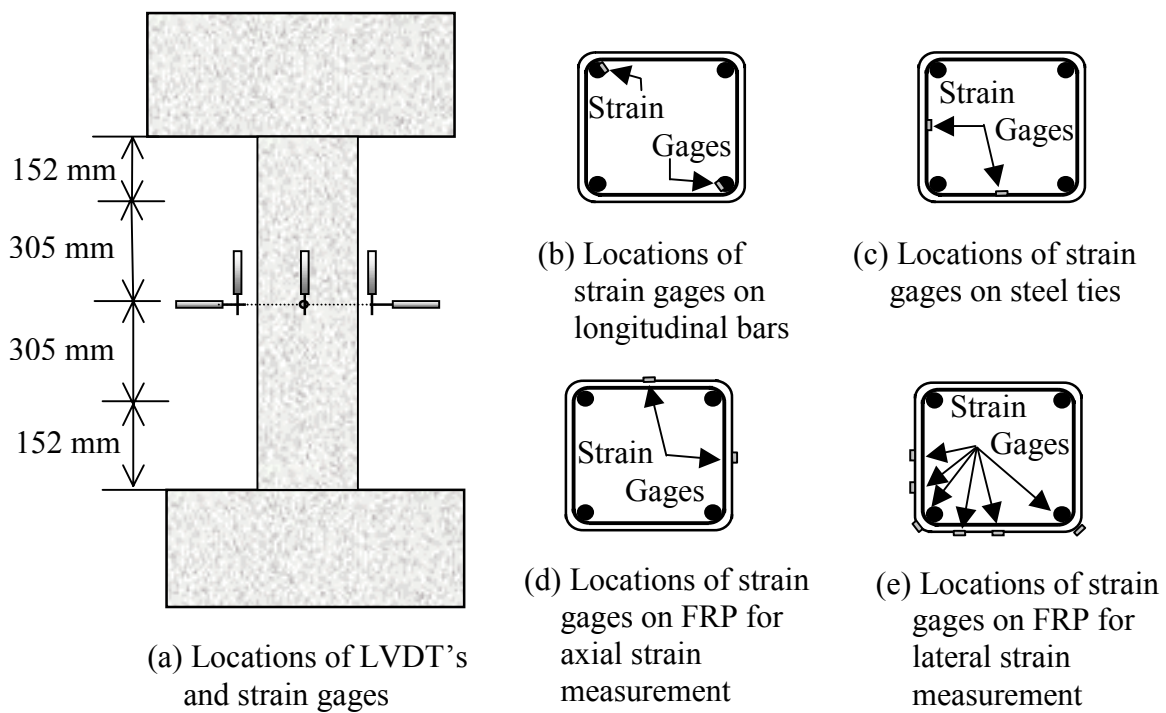 152 mm
305 mm
305 mm
152 mm
(a) Locations of LVDT's
and strain gages
Strain
Gages
(b) Locations of
strain gages on
longitudinal bars
Strain
Gages
(c) Locations of strain
gages on steel ties
Strain
Gages
(d) Locations of strain
gages on FRP for
axial strain
measurement
Strain
Gages
(e) Locations of strain
gages on FRP for
lateral strain
measurement